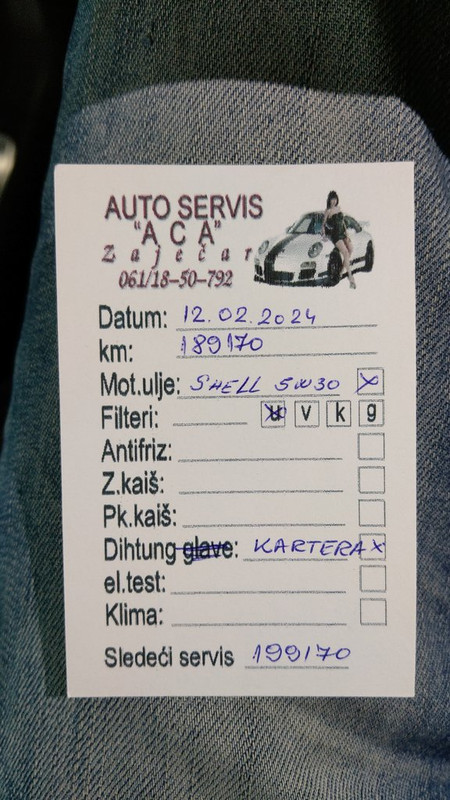 AUTO SERVIS
"A C A"
Zaječar
061/18-50-792
Datum: 12.02.2024
km: 189170
Mot.ulje: SHELL 5W30 X
Filteri: u v k g
Antifriz:
Z.kaiš:
Pk.kaiš:
Dihtung glave: KARTERA X
el.test:
Klima:
Sledeći servis 199170